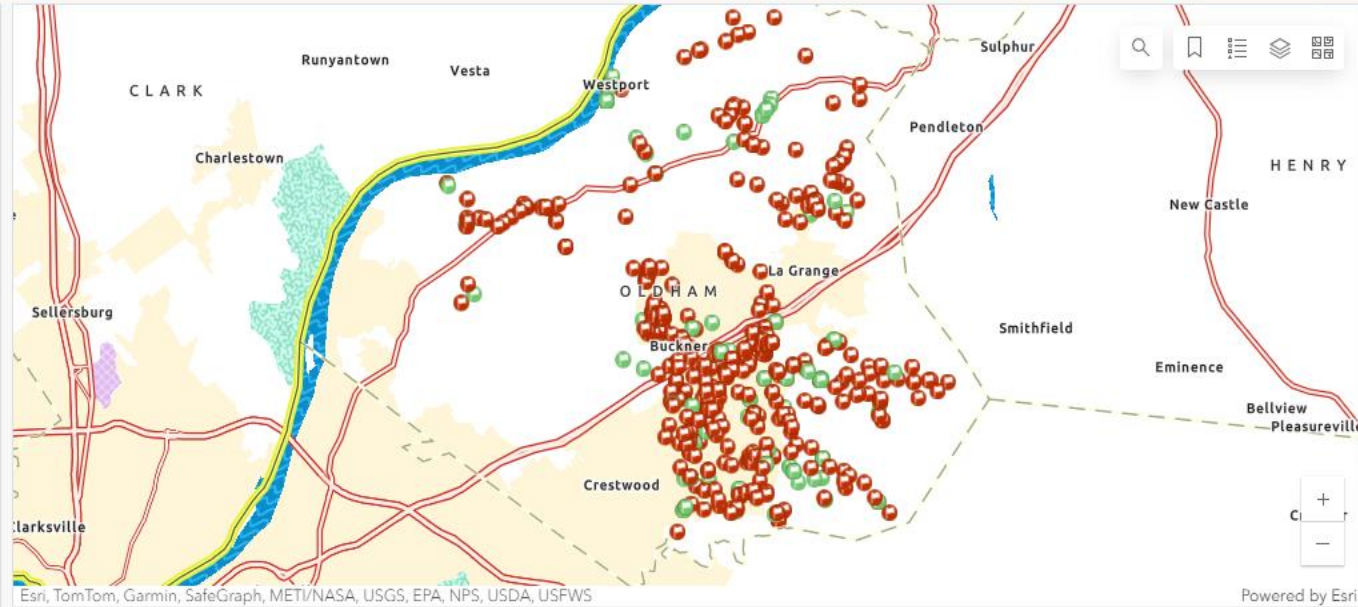 Sulphur
Runyantown
Vesta
Westport
CLARK
Pendleton
Charlestown
HENRY
New Castle
La Grange
OLDHAM
Sellersburg
Smithfield
Buckner
Eminence
Bellview
Pleasureville
Crestwood
Clarksville
+
−
Esri, TomTom, Garmin, SafeGraph, METI/NASA, USGS, EPA, NPS, USDA, USFWS
Powered by Esri